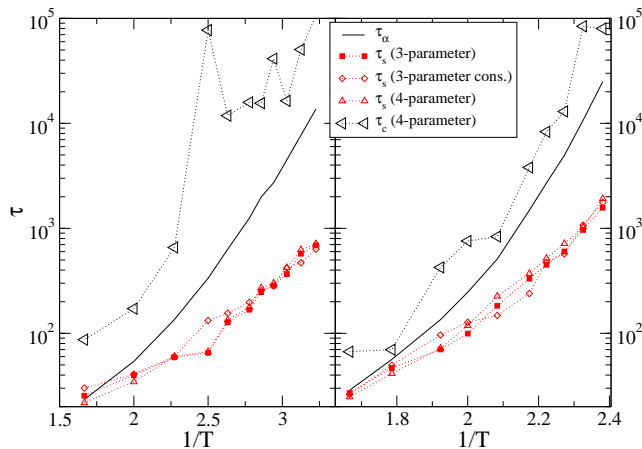 10^5
10^4
10^3
10^2
τ
1.5
2
2.5
3
1/T
τ_α
τ_s (3-parameter)
τ_s (3-parameter cons.)
τ_s (4-parameter)
τ_c (4-parameter)
10^5
10^4
10^3
10^2
1.8
2
2.2
2.4
1/T